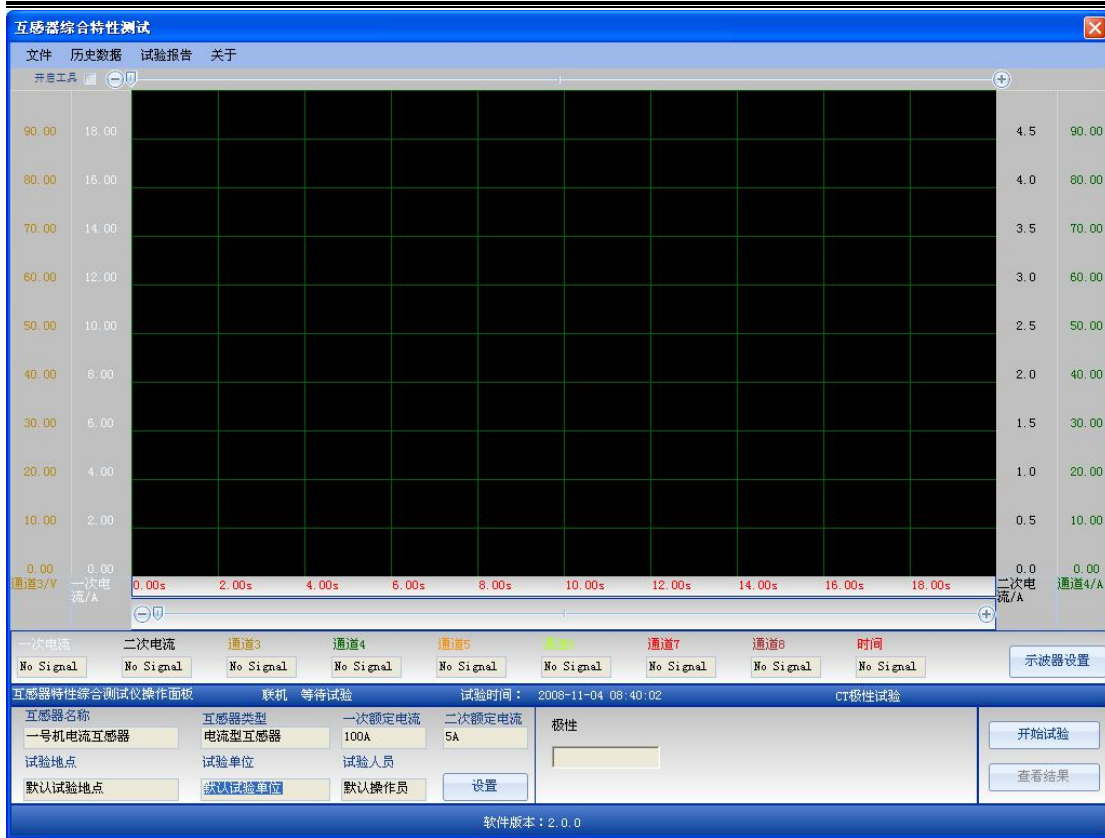 互感器综合特性测试
文件 历史数据 试验报告 关于
开启工具
90.00 18.00 4.5 90.00
80.00 16.00 4.0 80.00
70.00 14.00 3.5 70.00
60.00 12.00 3.0 60.00
50.00 10.00 2.5 50.00
40.00 8.00 2.0 40.00
30.00 6.00 1.5 30.00
20.00 4.00 1.0 20.00
10.00 2.00 0.5 10.00
0.00 0.00 0.0 0.00
通道3/V 一次电流/A 0.00s 2.00s 4.00s 6.00s 8.00s 10.00s 12.00s 14.00s 16.00s 18.00s 二次电流/A 通道4/A
一次电流 二次电流 通道3 通道4 通道5 通道7 通道8 时间
No Signal No Signal No Signal No Signal No Signal No Signal No Signal No Signal No Signal 示波器设置
互感器特性综合测试仪操作面板 联机 等待试验 试验时间： 2008-11-04 08:40:02 CT极性试验
互感器名称 互感器类型 一次额定电流 二次额定电流 极性
一号机电流互感器 电流型互感器 100A 5A 开始试验
试验地点 试验单位 试验人员
默认试验地点 默认试验单位 默认操作员 设置 查看结果
软件版本：2.0.0